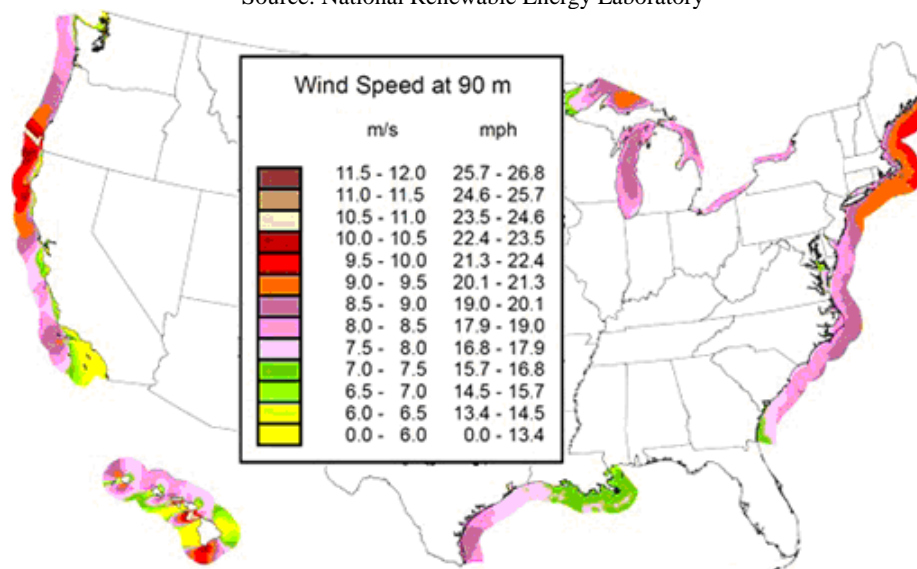 Source: National Renewable Energy Laboratory
Wind Speed at 90 m
m/s mph
11.5 - 12.0 25.7 - 26.8
11.0 - 11.5 24.6 - 25.7
10.5 - 11.0 23.5 - 24.6
10.0 - 10.5 22.4 - 23.5
9.5 - 10.0 21.3 - 22.4
9.0 - 9.5 20.1 - 21.3
8.5 - 9.0 19.0 - 20.1
8.0 - 8.5 17.9 - 19.0
7.5 - 8.0 16.8 - 17.9
7.0 - 7.5 15.7 - 16.8
6.5 - 7.0 14.5 - 15.7
6.0 - 6.5 13.4 - 14.5
0.0 - 6.0 0.0 - 13.4